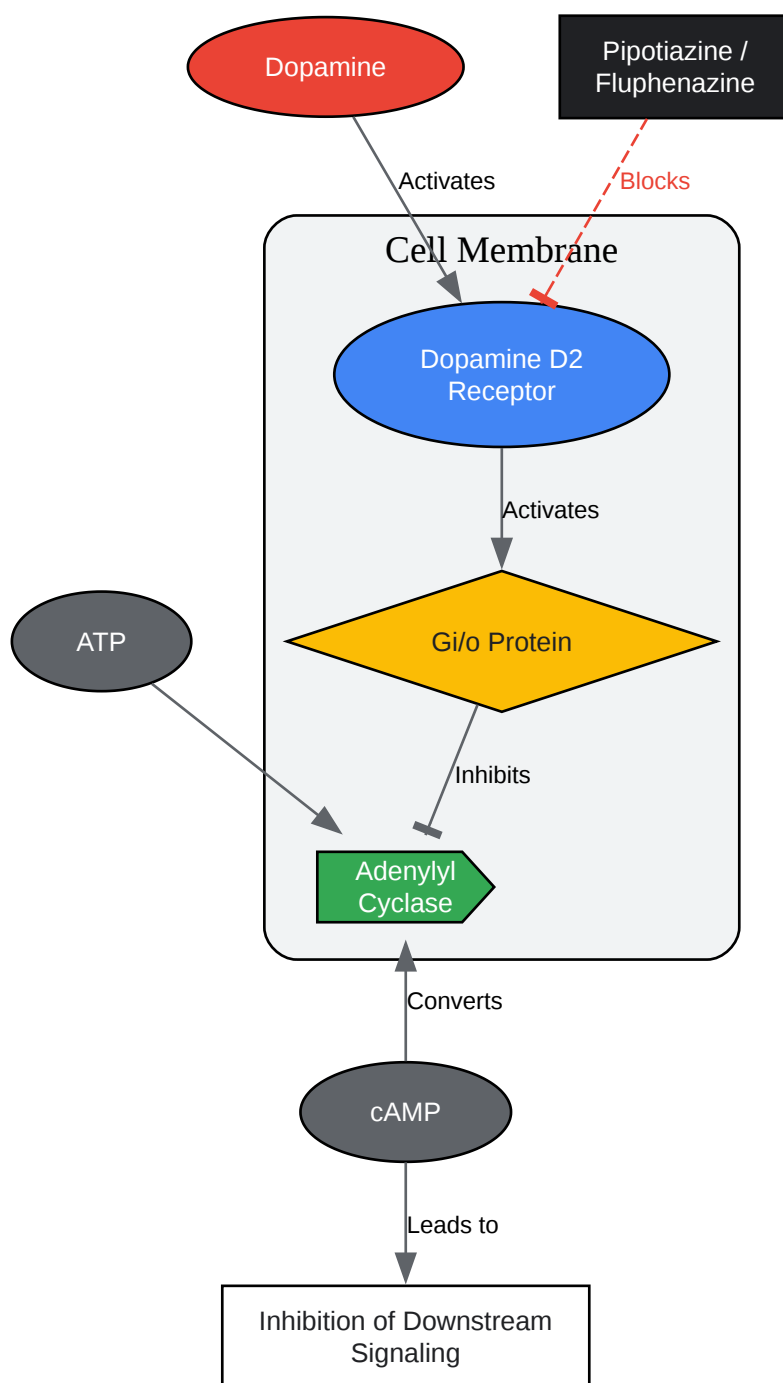 Dopamine
Pipotiazine /
Fluphenazine
Activates
Blocks
Cell Membrane
Dopamine D2
Receptor
Activates
ATP
Gi/o Protein
Inhibits
Adenylyl
Cyclase
Converts
cAMP
Leads to
Inhibition of Downstream
Signaling